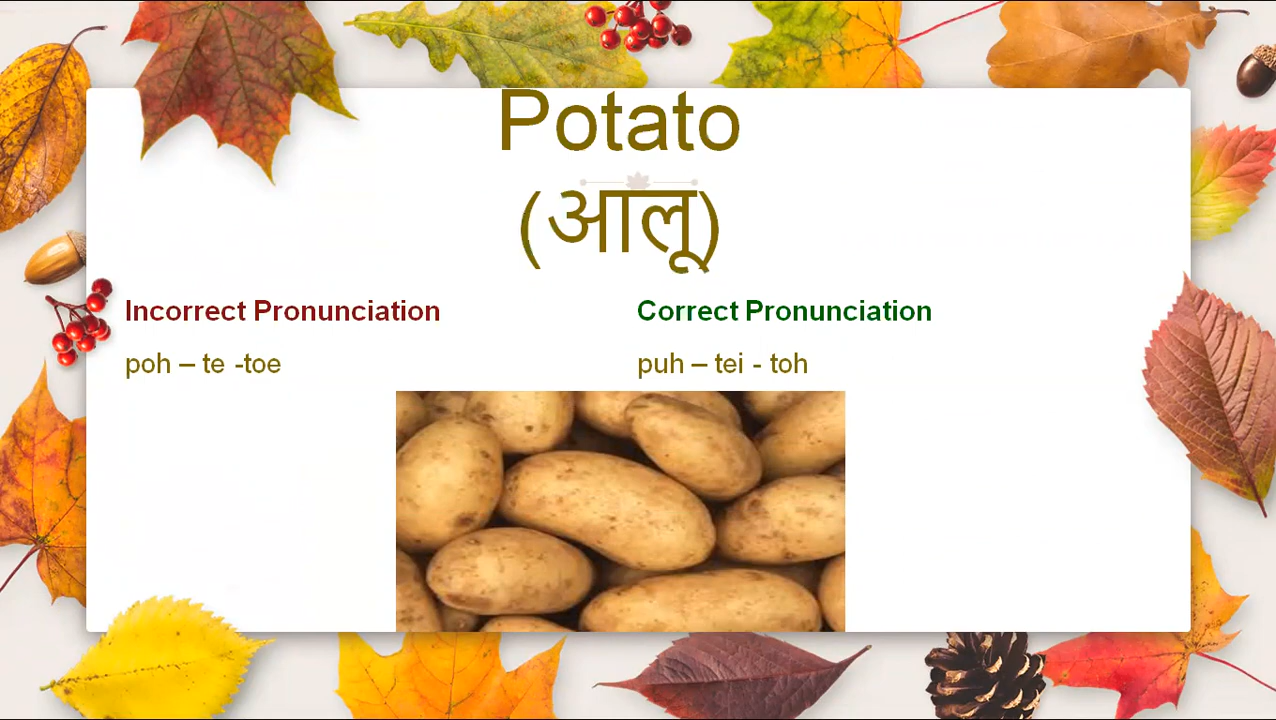 Potato
(आलू)
Incorrect Pronunciation
Correct Pronunciation
poh – te -toe
puh – tei - toh